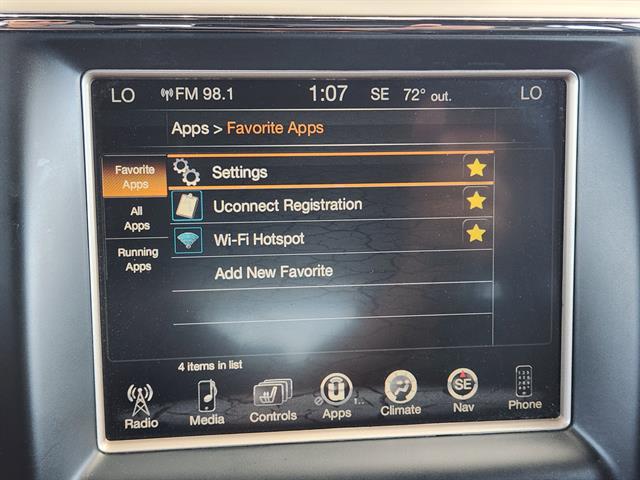 LO FM 98.1 1:07 SE 72° out. LO
Apps > Favorite Apps
Favorite
Apps
All
Apps
Running
Apps
Settings
Uconnect Registration
Wi-Fi Hotspot
Add New Favorite
4 items in list
Radio Media Controls Apps 1.. Climate SE Nav Phone